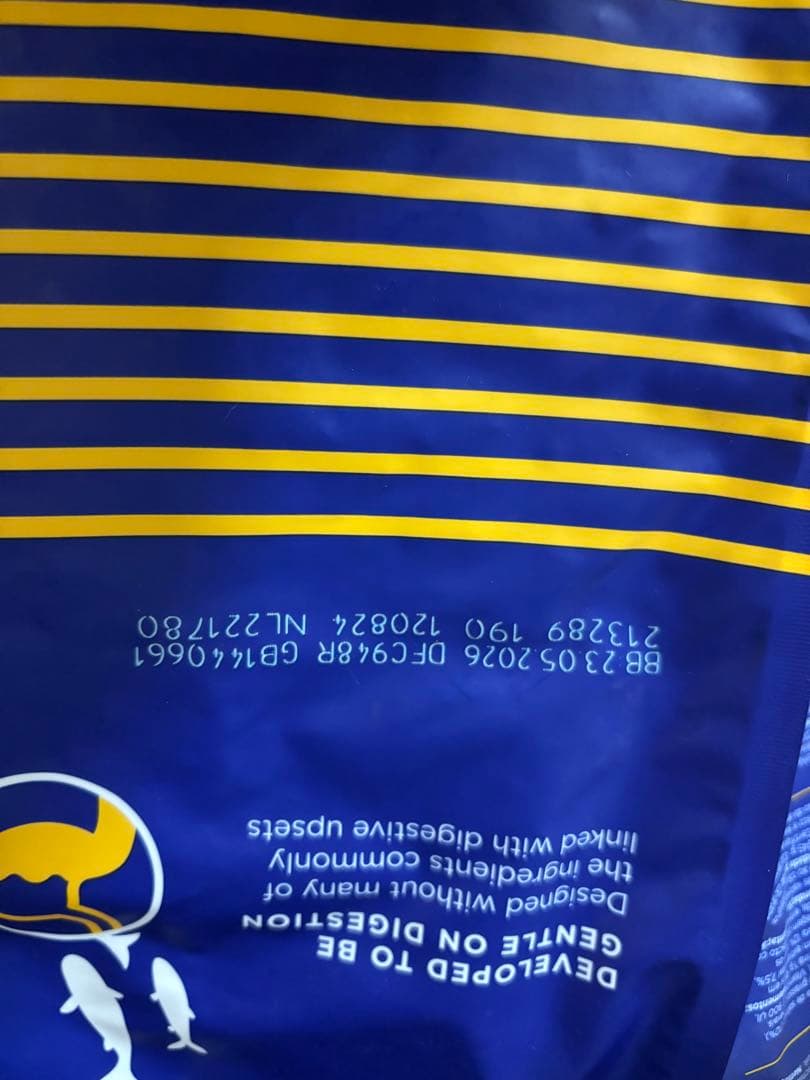 DEVELOPED TO BE
GENTLE ON DIGESTION
Designed without many of
the ingredients commonly
linked with digestive upsets
BB 23.05.2026 DFC948R GB1440661
213289 190 120824 NL221780